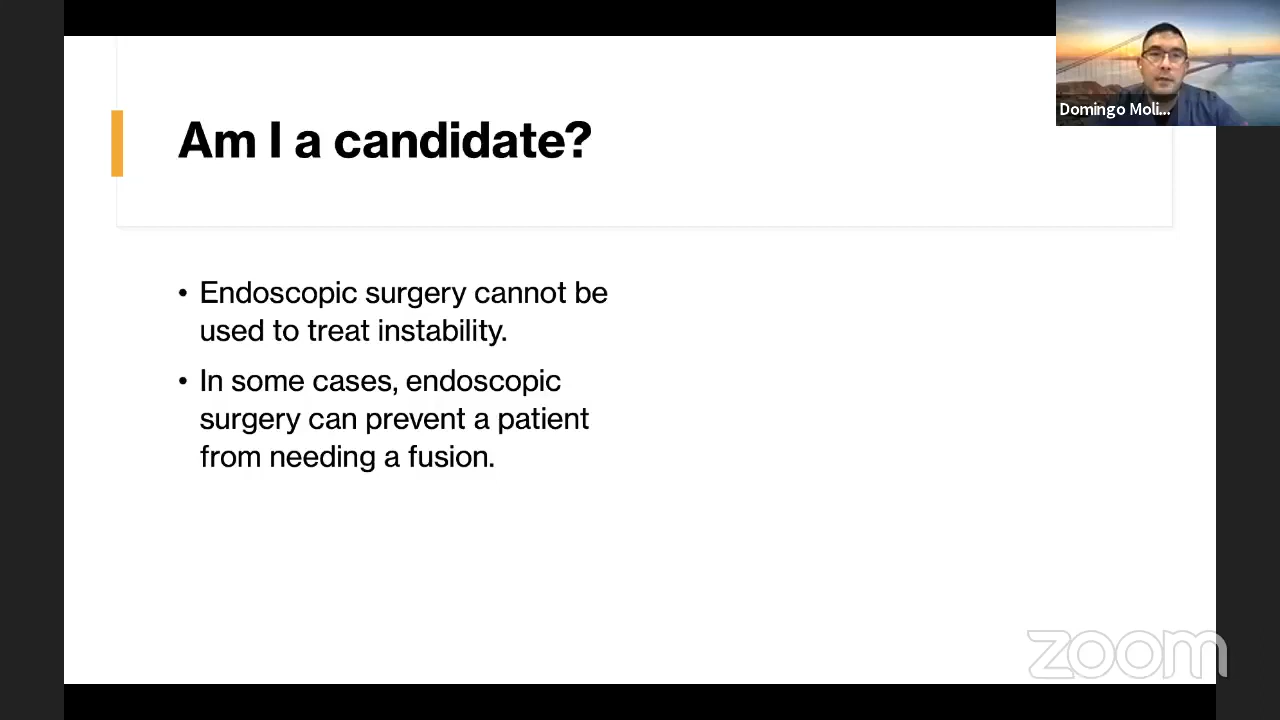 Domingo Moli...
Am I a candidate?
• Endoscopic surgery cannot be
used to treat instability.
• In some cases, endoscopic
surgery can prevent a patient
from needing a fusion.
zoom